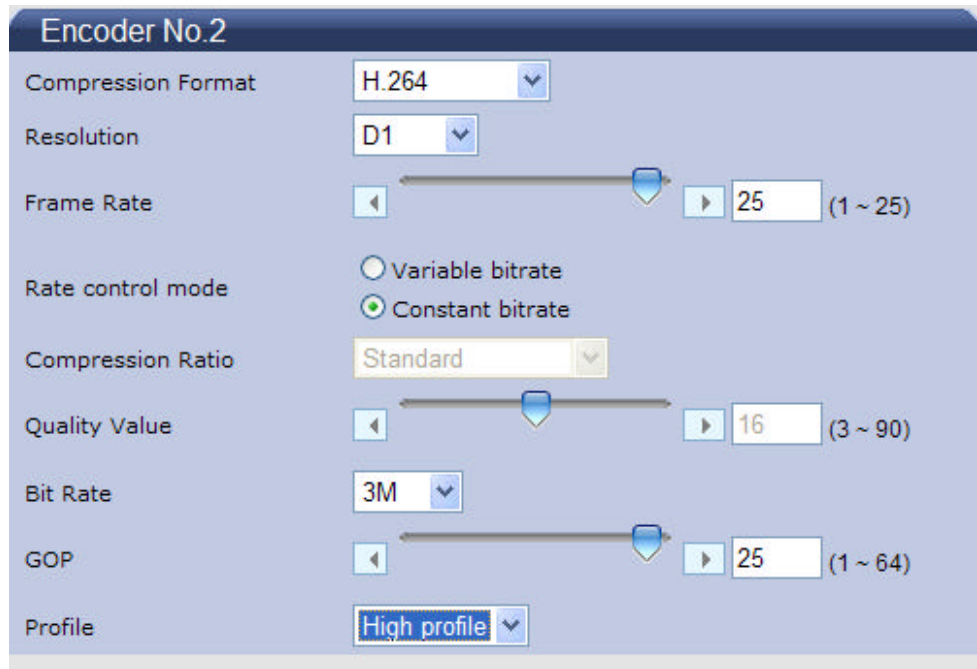 Encoder No.2
Compression Format H.264
Resolution D1
Frame Rate 25 (1 ~ 25)
Rate control mode Variable bitrate
Constant bitrate
Compression Ratio Standard
Quality Value 16 (3 ~ 90)
Bit Rate 3M
GOP 25 (1 ~ 64)
Profile High profile